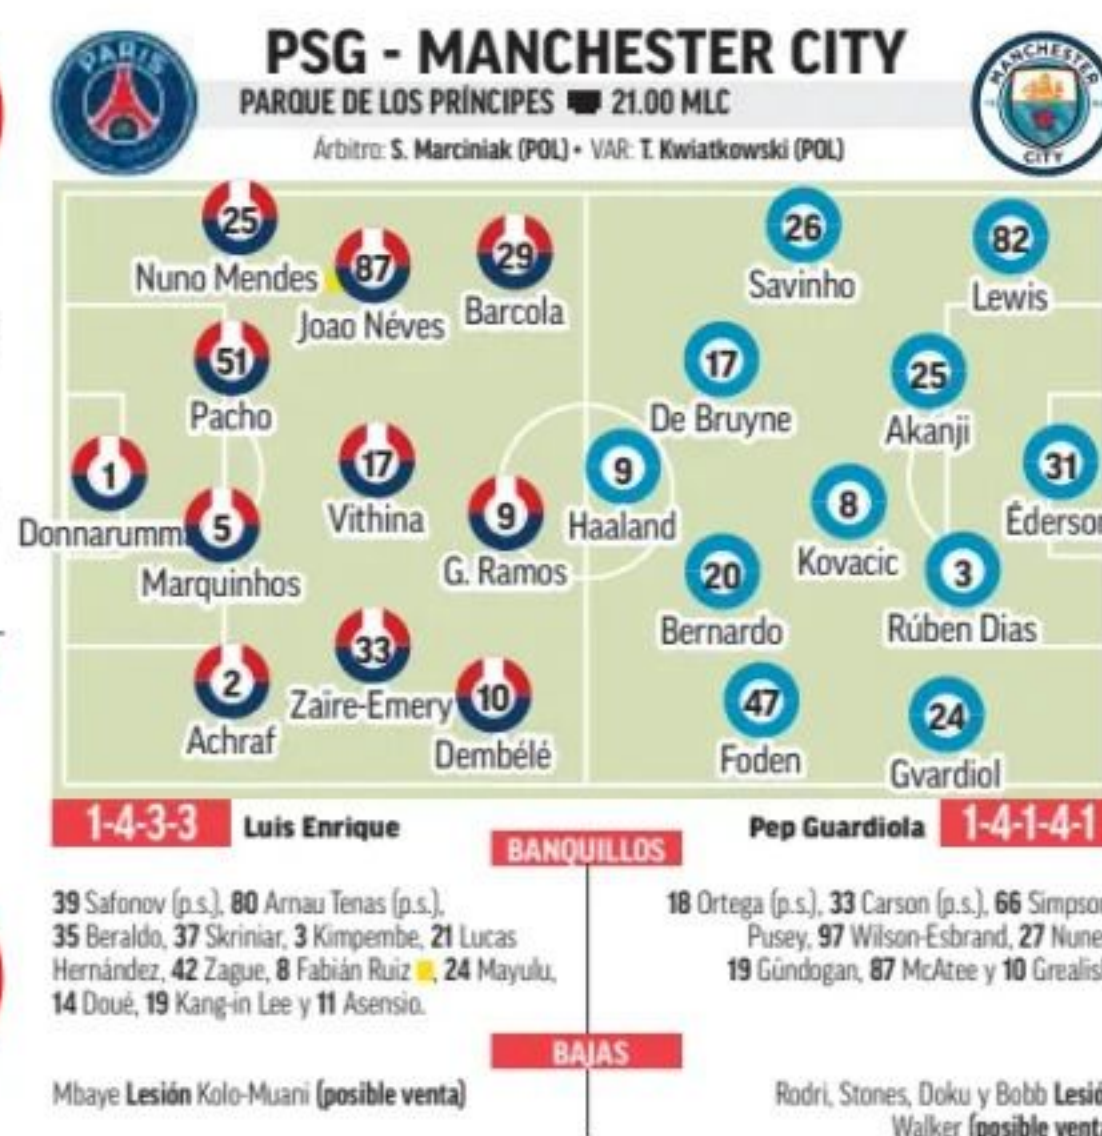 PARIS
PSG - MANCHESTER CITY
MANCHESTER
CITY
PARQUE DE LOS PRÍNCIPES 21.00 MLC
Árbitro: S. Marciniak (POL) • VAR: T. Kwiatkowski (POL)
25
Nuno Mendes
87
Joao Néves
29
Barcola
51
Pacho
1
Donnarumm
5
Marquinhos
17
Vithina
9
G. Ramos
2
Achraf
33
Zaïre-Emery
10
Dembélé
26
Savinho
82
Lewis
17
De Bruyne
25
Akanji
9
Haaland
8
Kovacic
31
Éderson
20
Bernardo
3
Rúben Dias
47
Foden
24
Gvardiol
1-4-3-3 Luis Enrique
Pep Guardiola 1-4-1-4-1
BANQUILLOS
39 Safonov (p.s.), 80 Arnau Tenas (p.s.),
35 Beraldo, 37 Skriniar, 3 Kimpembe, 21 Lucas
Hernández, 42 Zague, 8 Fabián Ruiz , 24 Mayulu,
14 Doué, 19 Kang-in Lee y 11 Asensio.
18 Ortega (p.s.), 33 Carson (p.s.), 66 Simpson
Pusey, 97 Wilson-Esbrand, 27 Nune
19 Gündogan, 87 McAtee y 10 Grealish
BAJAS
Mbaye Lesión Kolo-Muani (posible venta)
Rodri, Stones, Doku y Bobb Lesió
Walker (posible venta